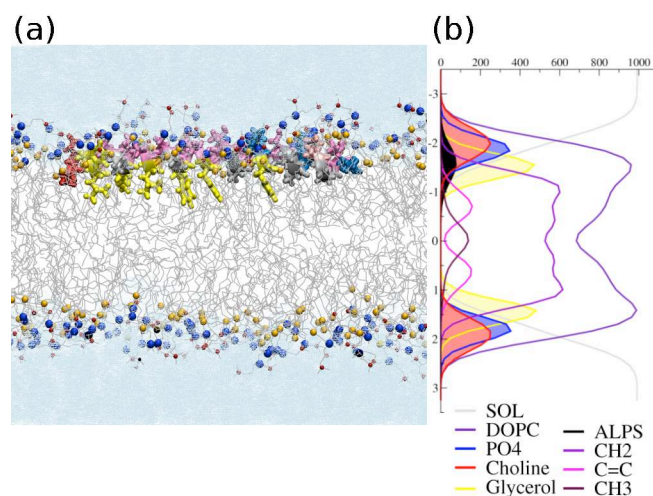 (a)
(b)
0 200 400 600 800 1000
-3
-2
-1
0
1
2
3
SOL
DOPC
PO4
Choline
Glycerol
ALPS
CH2
C=C
CH3